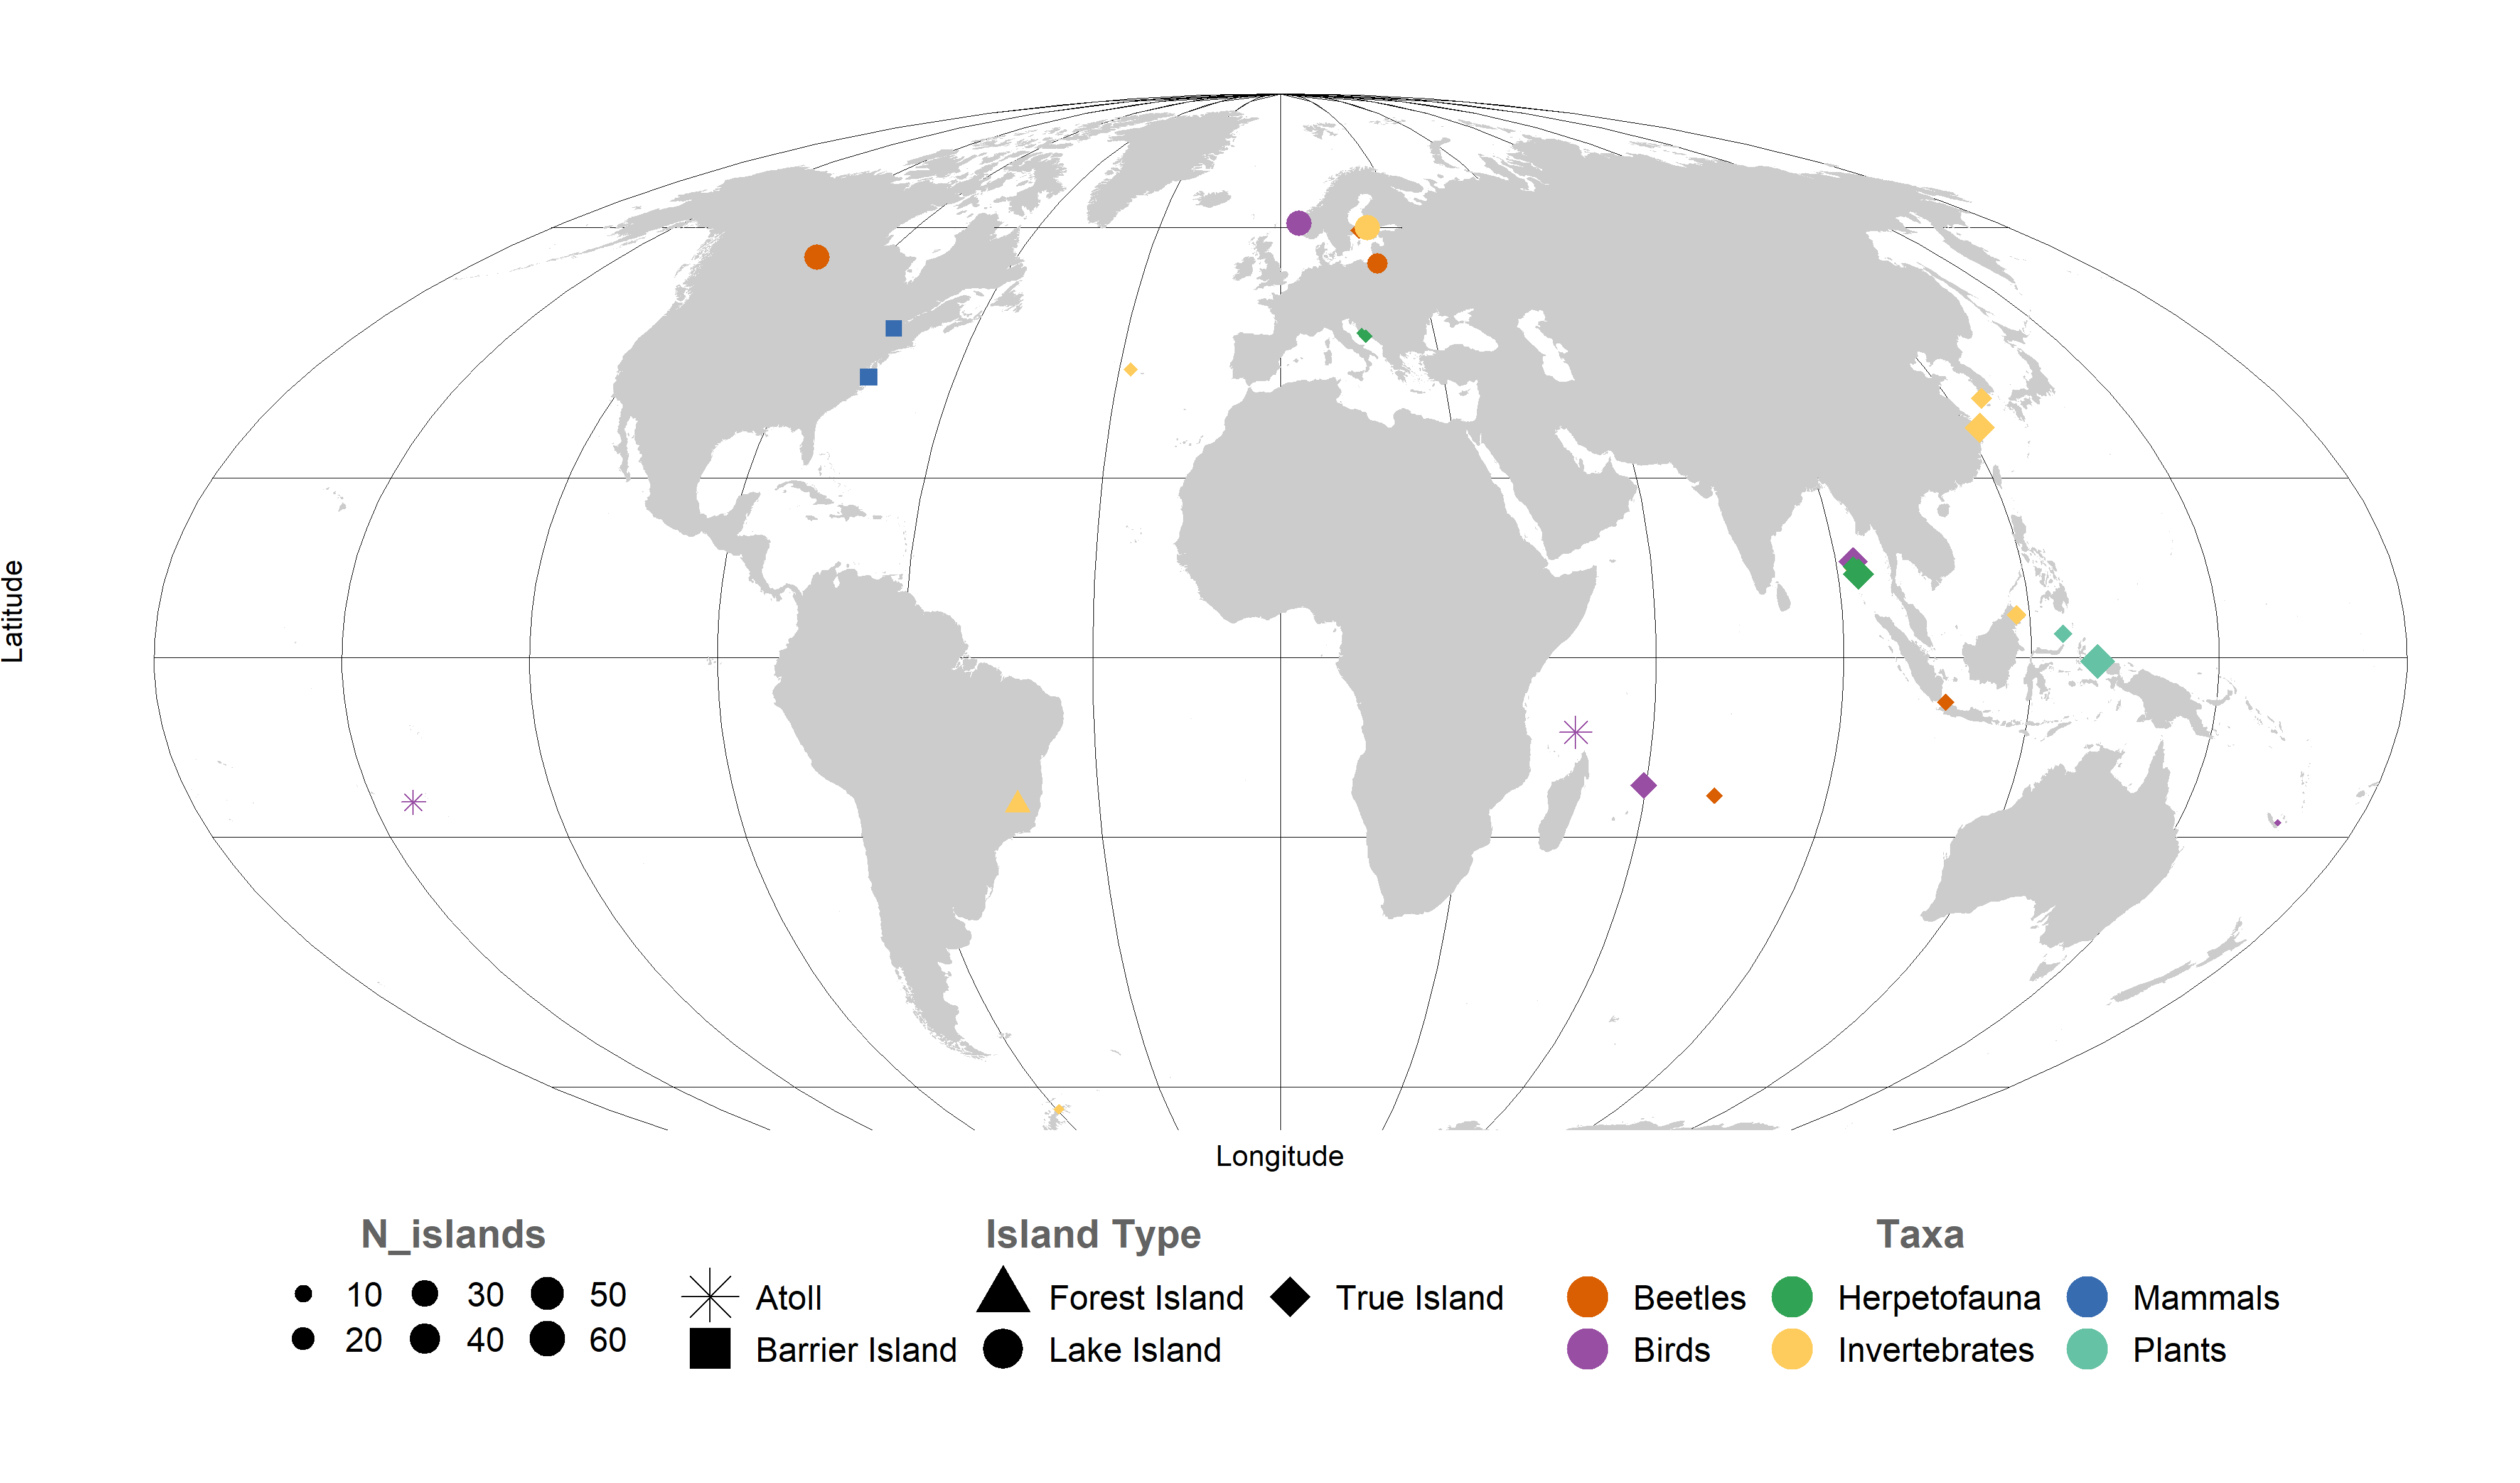 Latitude
Longitude
N_islands
Island Type
Taxa
10 30 50
20 40 60
Atoll Forest Island True Island
Barrier Island Lake Island
Beetles Herpetofauna Mammals
Birds Invertebrates Plants